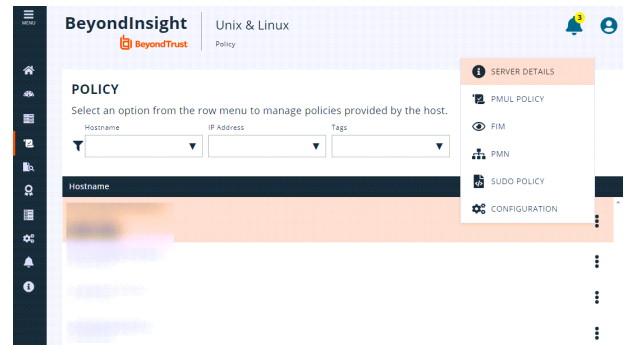 MENU
BeyondInsight
BeyondTrust
Unix & Linux
Policy
3
POLICY
Select an option from the row menu to manage policies provided by the host.
Hostname
IP Address
Tags
Hostname
SERVER DETAILS
PMUL POLICY
FIM
PMN
SUDO POLICY
CONFIGURATION